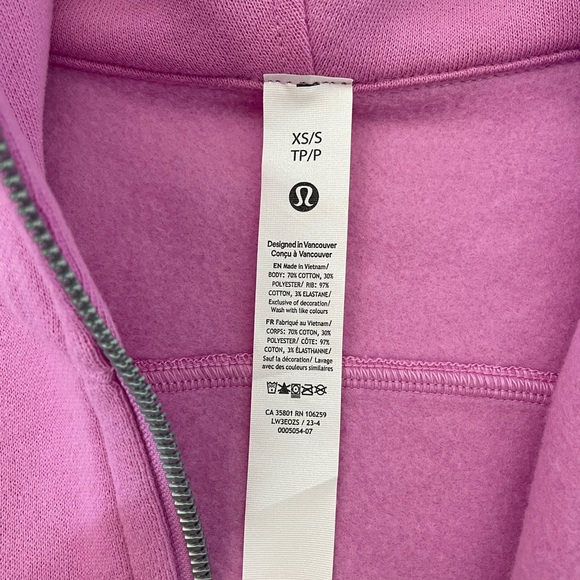 XS/S
TP/P
Designed in Vancouver
Conçu à Vancouver
EN Made in Vietnam/
BODY: 70% COTTON, 30%
POLYESTER/ RIB: 97%
COTTON, 3% ELASTANE/
Exclusive of decoration/
Wash with like colours
FR Fabriqué au Vietnam/
CORPS: 70% COTON, 30%
POLYESTER/ CÔTE: 97%
COTON, 3% ÉLASTHANNE/
Sauf la décoration/ Lavage
avec des couleurs similaires
CA 35801 RN 106259
LW3EOZS / 23-4
0005054-07